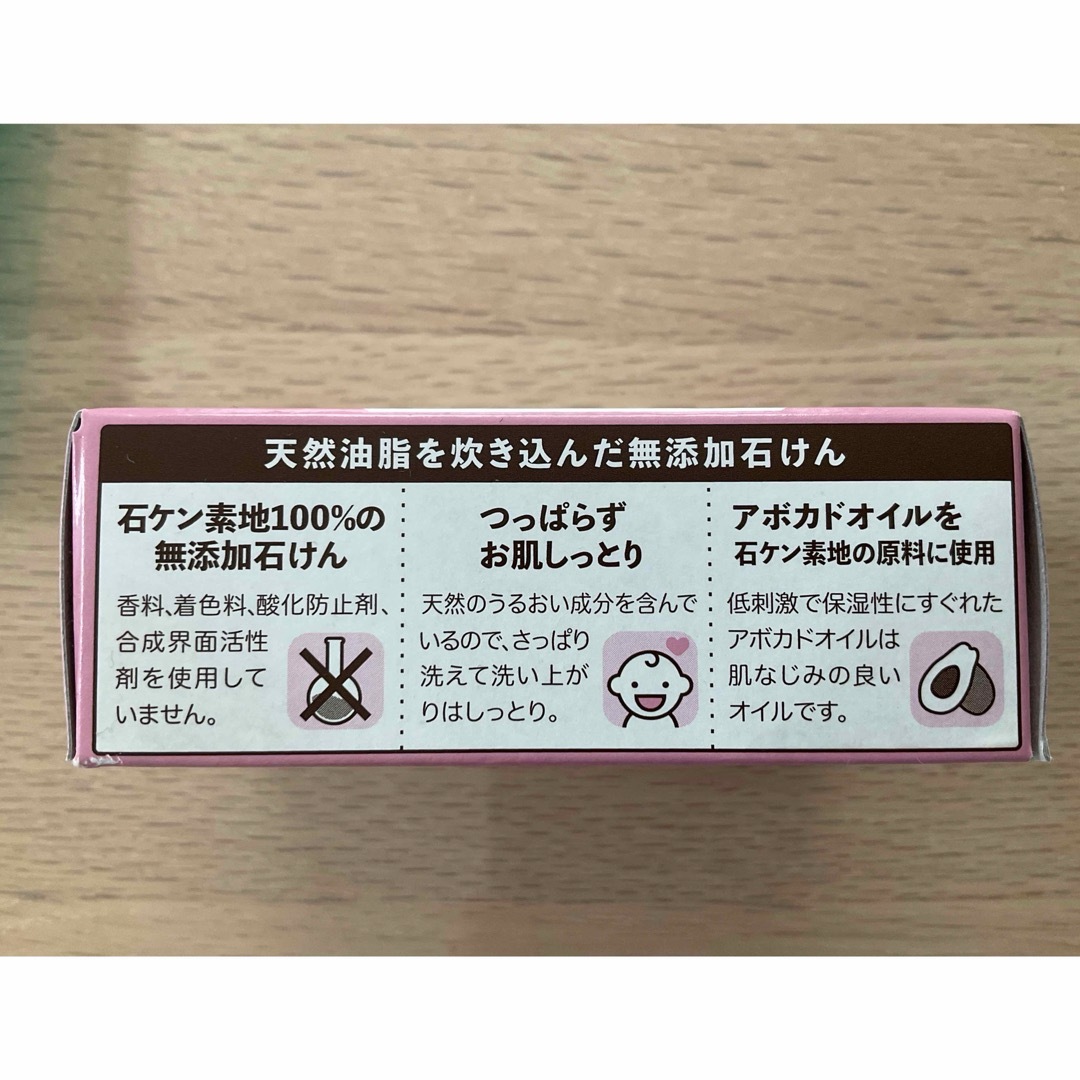 天然油脂を炊き込んだ無添加石けん
石ケン素地100%の
無添加石けん
香料、着色料、酸化防止剤、
合成界面活性
剤を使用して
いません。
つっぱらず
お肌しっとり
天然のうるおい成分を含んで
いるので、さっぱり
洗えて洗い上が
りはしっとり。
アボカドオイルを
石ケン素地の原料に使用
低刺激で保湿性にすぐれた
アボカドオイルは
肌なじみの良い
オイルです。